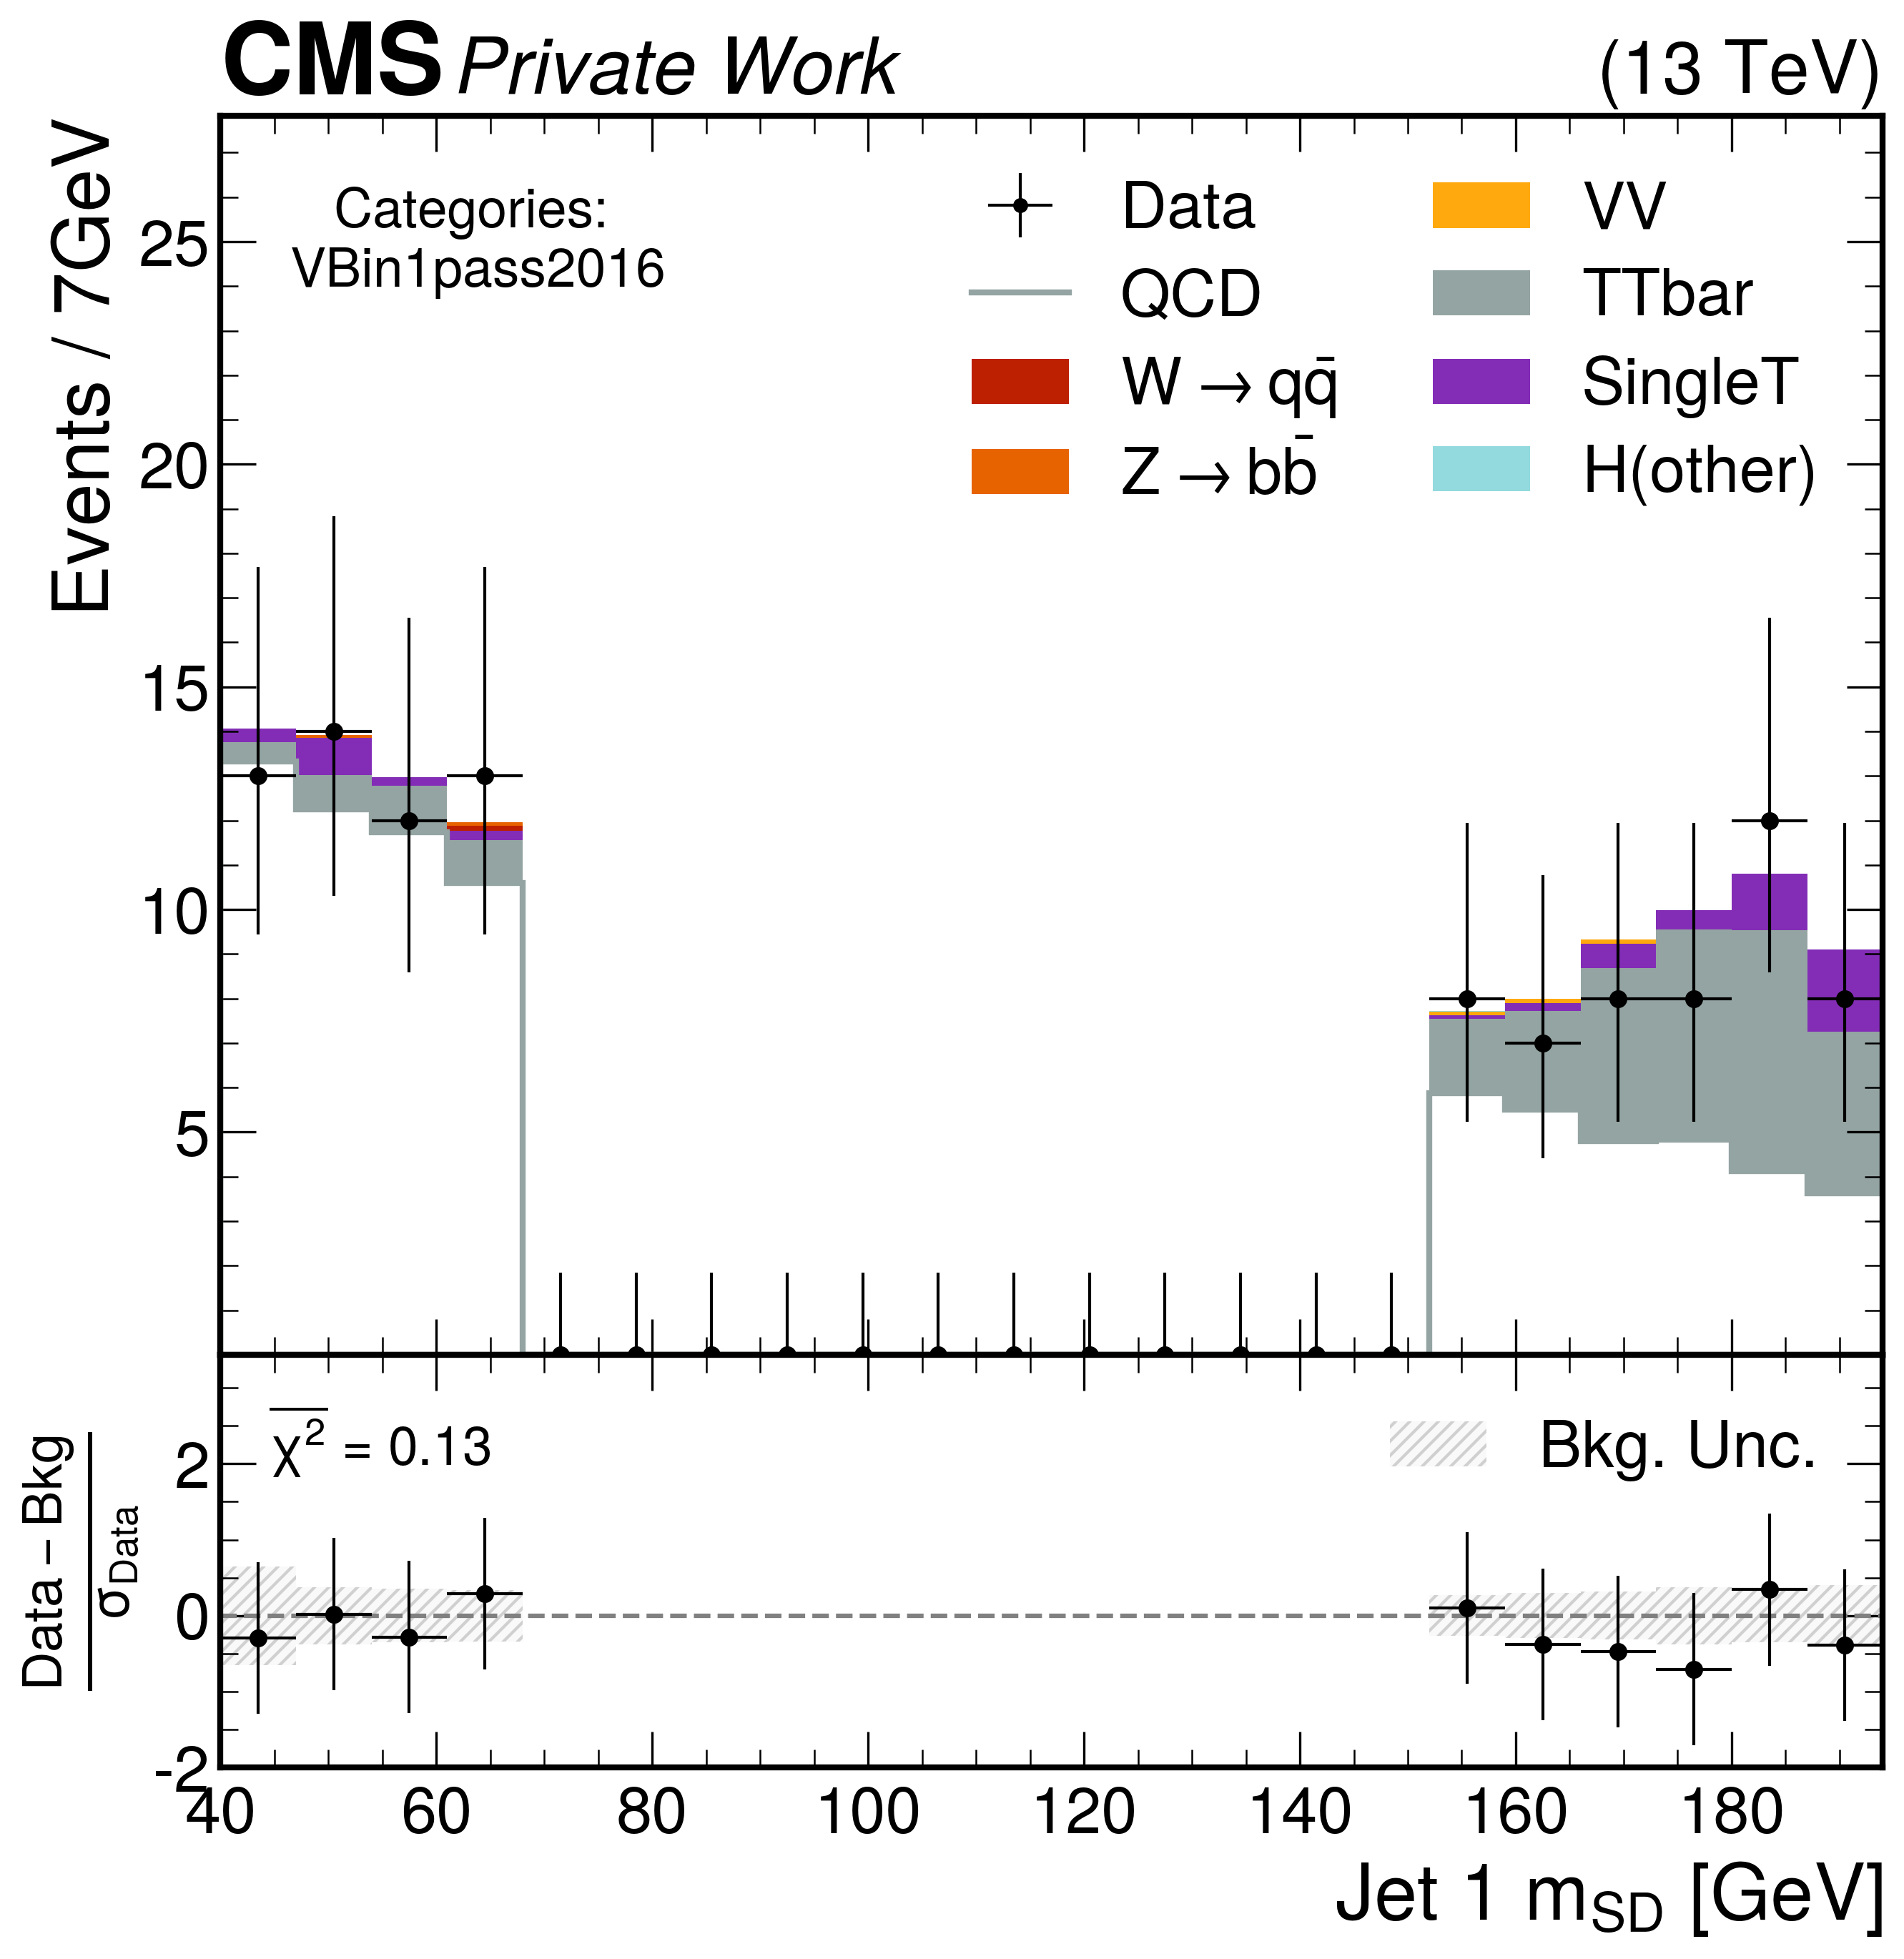 CMS Private Work (13 TeV)
Events / 7GeV
Categories:
VBin1pass2016
Data
QCD
W → qq̄
Z → bb̄
VV
TTbar
SingleT
H(other)
25
20
15
10
5
Data − Bkg
σData
χ² = 0.13
Bkg. Unc.
2
0
-2
40 60 80 100 120 140 160 180
Jet 1 mSD [GeV]